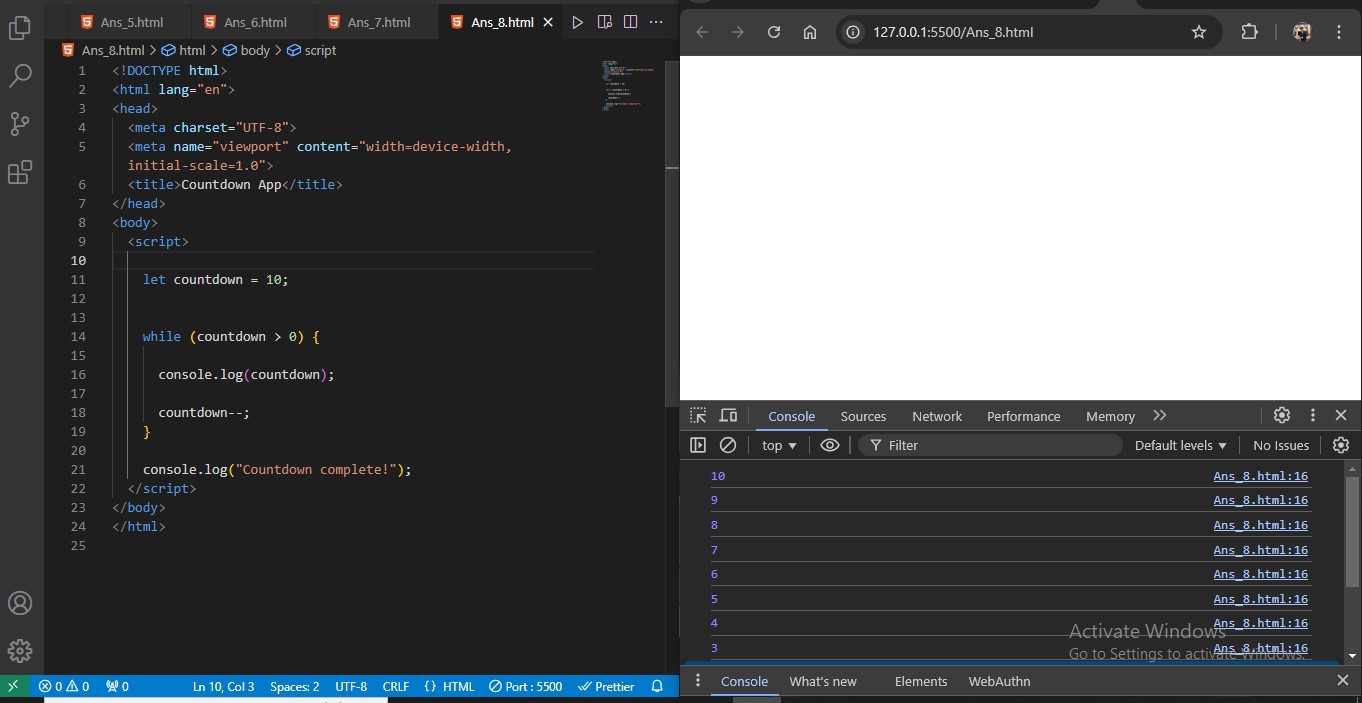 Ans_5.html Ans_6.html Ans_7.html Ans_8.html
Ans_8.html > html > body > script
1 <!DOCTYPE html>
2 <html lang="en">
3 <head>
4 <meta charset="UTF-8">
5 <meta name="viewport" content="width=device-width,
initial-scale=1.0">
6 <title>Countdown App</title>
7 </head>
8 <body>
9 <script>
10
11 let countdown = 10;
12
13
14 while (countdown > 0) {
15
16 console.log(countdown);
17
18 countdown--;
19 }
20
21 console.log("Countdown complete!");
22 </script>
23 </body>
24 </html>
25
0 0 0 Ln 10, Col 3 Spaces: 2 UTF-8 CRLF {} HTML Port : 5500 Prettier
127.0.0.1:5500/Ans_8.html
Console Sources Network Performance Memory
top Filter Default levels No Issues
10 Ans_8.html:16
9 Ans_8.html:16
8 Ans_8.html:16
7 Ans_8.html:16
6 Ans_8.html:16
5 Ans_8.html:16
4 Ans_8.html:16
3 Ans_8.html:16
Activate Windows
Go to Settings to activate Windows.
Console What's new Elements WebAuthn